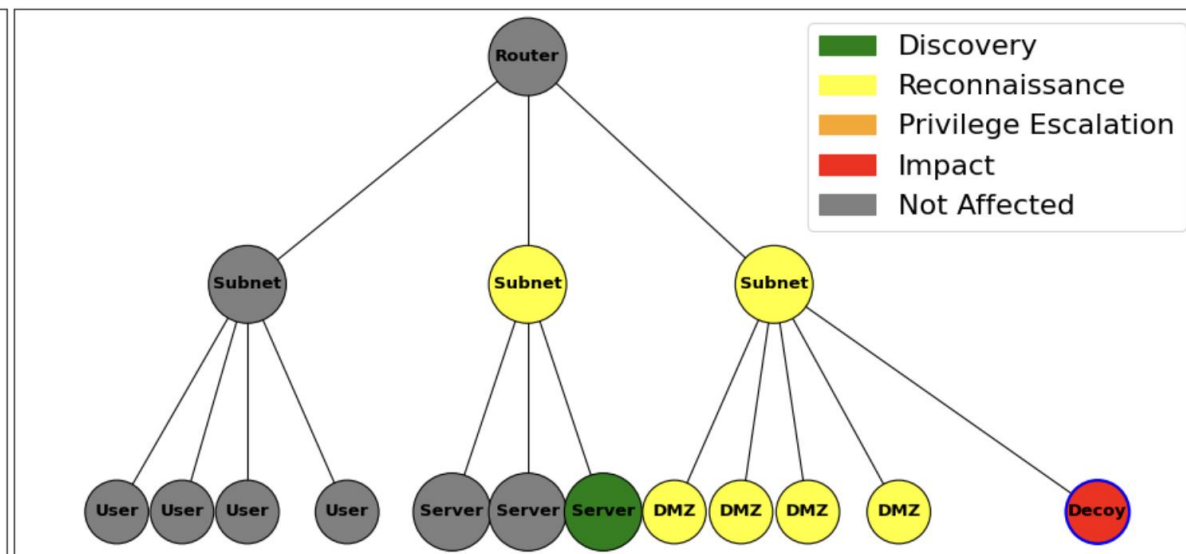 Router
Discovery
Reconnaissance
Privilege Escalation
Impact
Not Affected
Subnet Subnet Subnet
User User User User Server Server Server DMZ DMZ DMZ DMZ Decoy